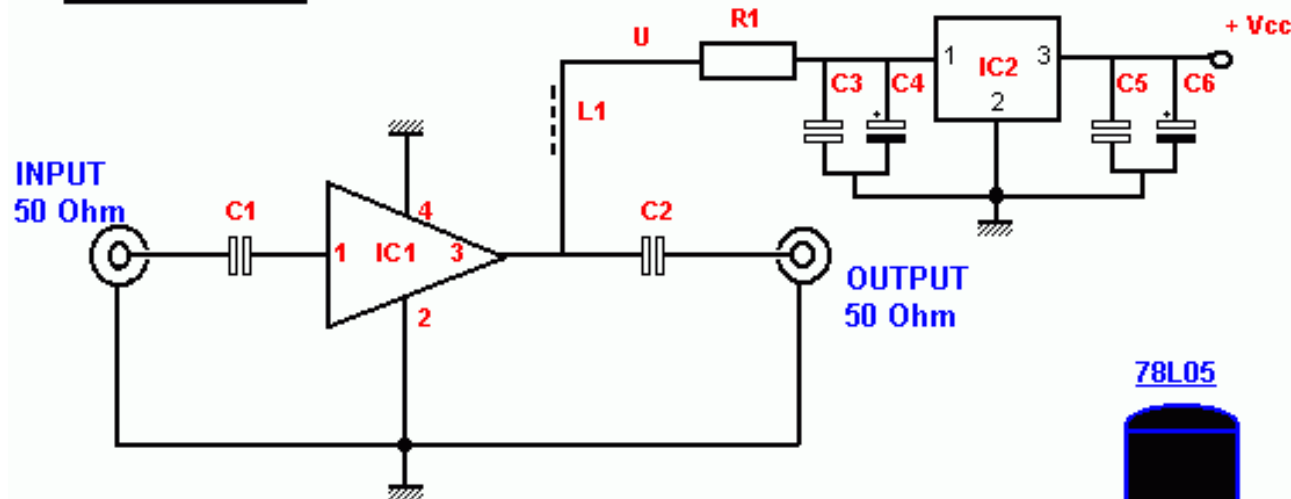 + Vcc
R1
U
1
IC2
3
2
C3
C4
C5
C6
+
+
L1
INPUT
50 Ohm
C1
4
1
IC1
3
2
C2
OUTPUT
50 Ohm
78L05